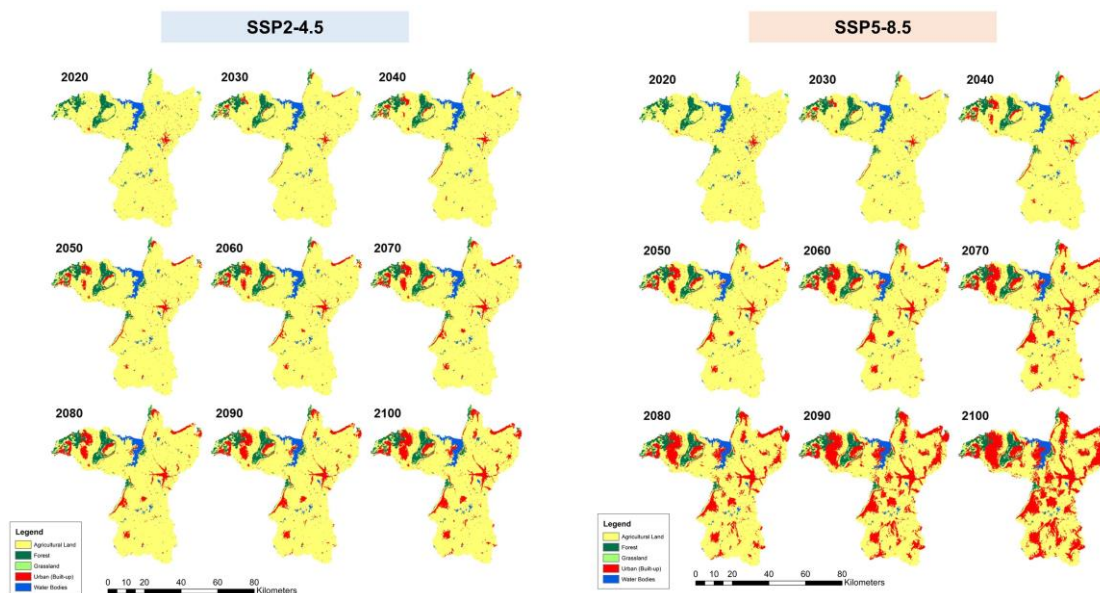 SSP2-4.5
2020
2030
2040
2050
2060
2070
2080
2090
2100
Legend
Agricultural Land
Forest
Grassland
Urban (Built-up)
Water Bodies
0 10 20 40 60 80
Kilometers
SSP5-8.5
2020
2030
2040
2050
2060
2070
2080
2090
2100
Legend
Agricultural Land
Forest
Grassland
Urban (Built-up)
Water Bodies
0 10 20 40 60 80
Kilometers